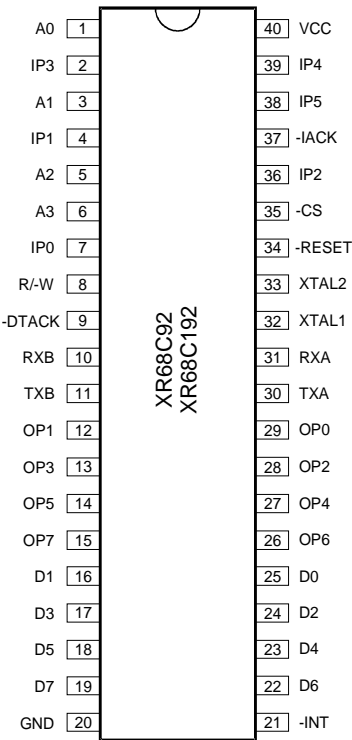 A0 1 40 VCC
IP3 2 39 IP4
A1 3 38 IP5
IP1 4 37 -IACK
A2 5 36 IP2
A3 6 35 -CS
IP0 7 34 -RESET
R/-W 8 33 XTAL2
-DTACK 9 32 XTAL1
RXB 10 31 RXA
TXB 11 30 TXA
OP1 12 29 OP0
OP3 13 28 OP2
OP5 14 27 OP4
OP7 15 26 OP6
D1 16 25 D0
D3 17 24 D2
D5 18 23 D4
D7 19 22 D6
GND 20 21 -INT
XR68C92
XR68C192